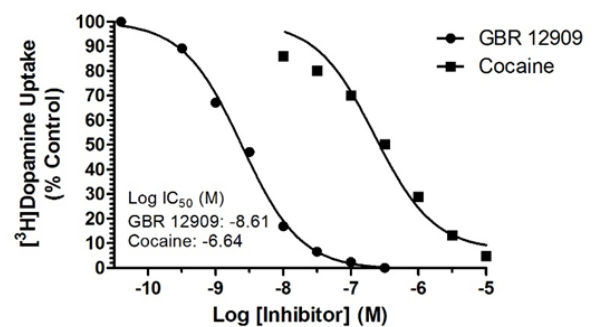 [³H]Dopamine Uptake
(% Control)
100
90
80
70
60
50
40
30
20
10
0
Log IC₅₀ (M)
GBR 12909: -8.61
Cocaine: -6.64
GBR 12909
Cocaine
-10 -9 -8 -7 -6 -5
Log [Inhibitor] (M)